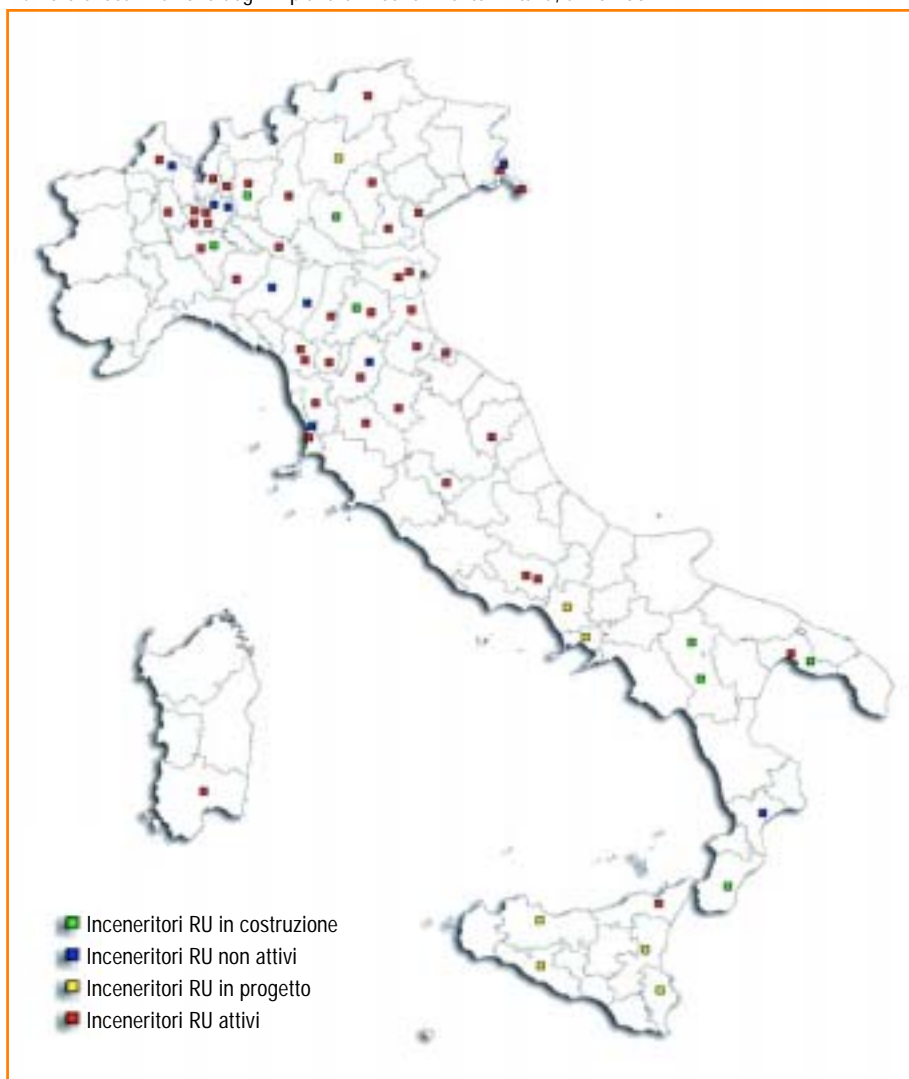 Inceneritori RU in costruzione
Inceneritori RU non attivi
Inceneritori RU in progetto
Inceneritori RU attivi